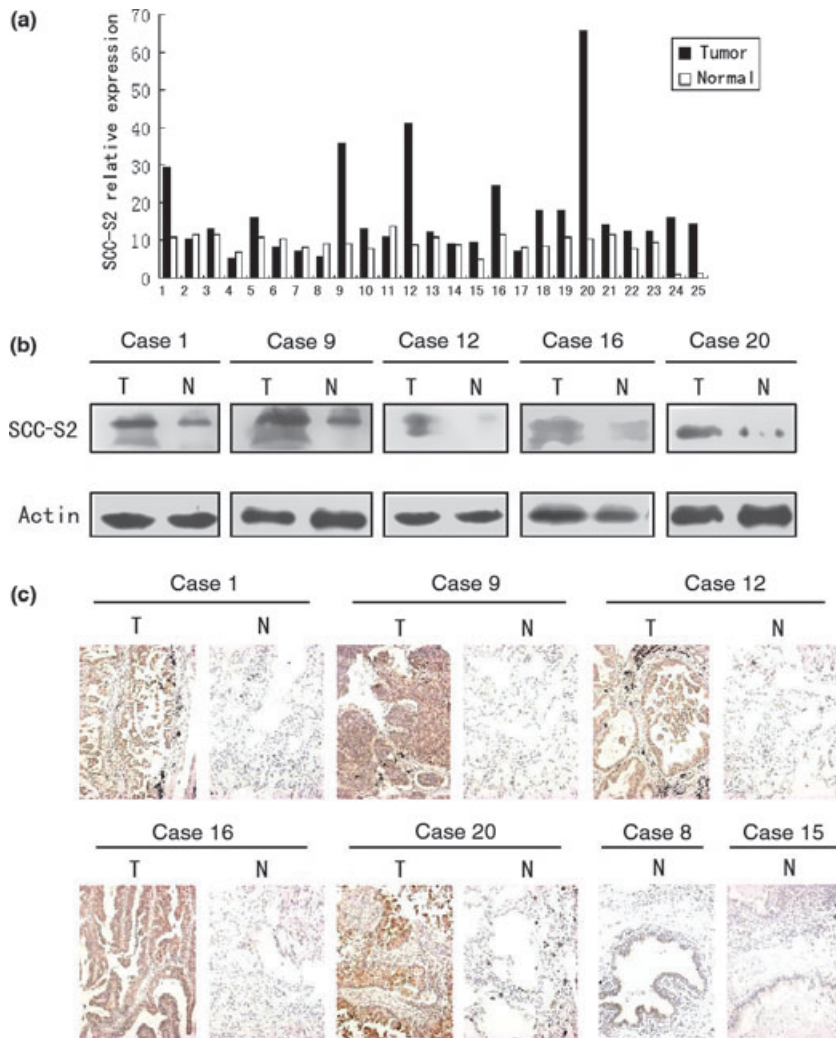 (a)
SCC-S2 relative expression
70
60
50
40
30
20
10
0
Tumor
Normal
1 2 3 4 5 6 7 8 9 10 11 12 13 14 15 16 17 18 19 20 21 22 23 24 25
(b)
Case 1 Case 9 Case 12 Case 16 Case 20
T N T N T N T N T N
SCC-S2
Actin
(c)
Case 1 Case 9 Case 12
T N T N T N
Case 16 Case 20 Case 8 Case 15
T N T N N N